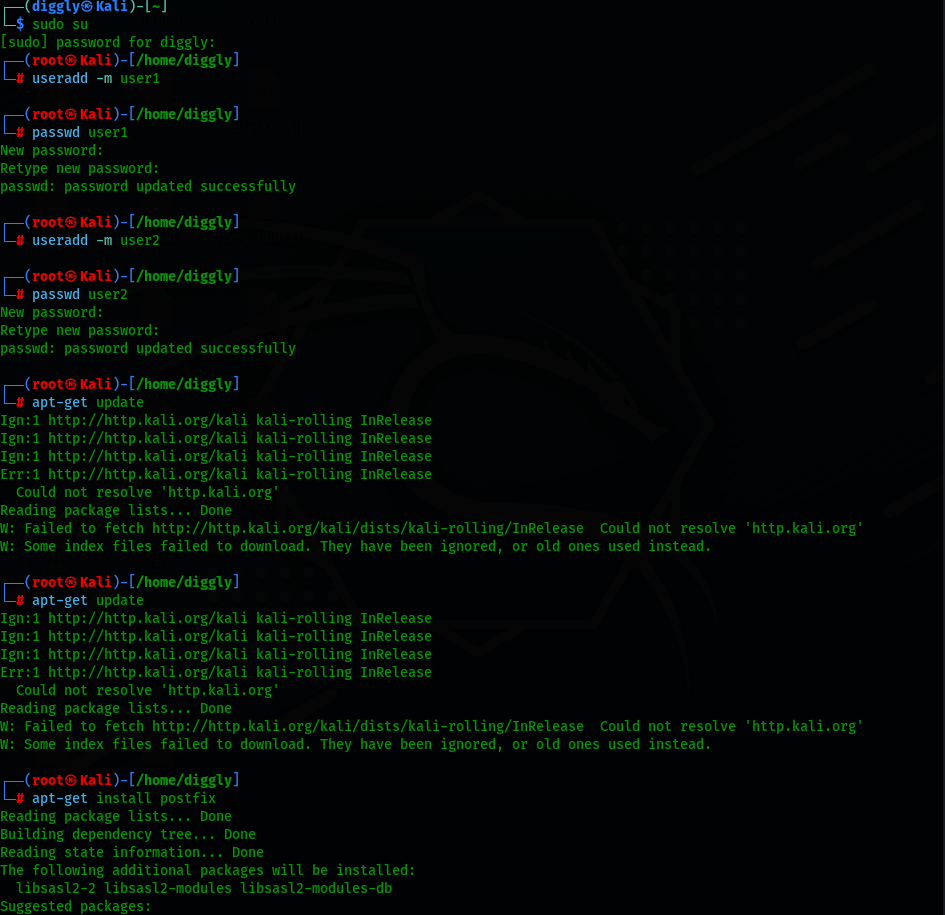 ┌──(diggly㉿Kali)-[~]
└─$ sudo su
[sudo] password for diggly:
┌──(root㉿Kali)-[/home/diggly]
└─# useradd -m user1
┌──(root㉿Kali)-[/home/diggly]
└─# passwd user1
New password:
Retype new password:
passwd: password updated successfully
┌──(root㉿Kali)-[/home/diggly]
└─# useradd -m user2
┌──(root㉿Kali)-[/home/diggly]
└─# passwd user2
New password:
Retype new password:
passwd: password updated successfully
┌──(root㉿Kali)-[/home/diggly]
└─# apt-get update
Ign:1 http://http.kali.org/kali kali-rolling InRelease
Ign:1 http://http.kali.org/kali kali-rolling InRelease
Ign:1 http://http.kali.org/kali kali-rolling InRelease
Err:1 http://http.kali.org/kali kali-rolling InRelease
  Could not resolve 'http.kali.org'
Reading package lists... Done
W: Failed to fetch http://http.kali.org/kali/dists/kali-rolling/InRelease  Could not resolve 'http.kali.org'
W: Some index files failed to download. They have been ignored, or old ones used instead.
┌──(root㉿Kali)-[/home/diggly]
└─# apt-get update
Ign:1 http://http.kali.org/kali kali-rolling InRelease
Ign:1 http://http.kali.org/kali kali-rolling InRelease
Ign:1 http://http.kali.org/kali kali-rolling InRelease
Err:1 http://http.kali.org/kali kali-rolling InRelease
  Could not resolve 'http.kali.org'
Reading package lists... Done
W: Failed to fetch http://http.kali.org/kali/dists/kali-rolling/InRelease  Could not resolve 'http.kali.org'
W: Some index files failed to download. They have been ignored, or old ones used instead.
┌──(root㉿Kali)-[/home/diggly]
└─# apt-get install postfix
Reading package lists... Done
Building dependency tree... Done
Reading state information... Done
The following additional packages will be installed:
  libsasl2-2 libsasl2-modules libsasl2-modules-db
Suggested packages: